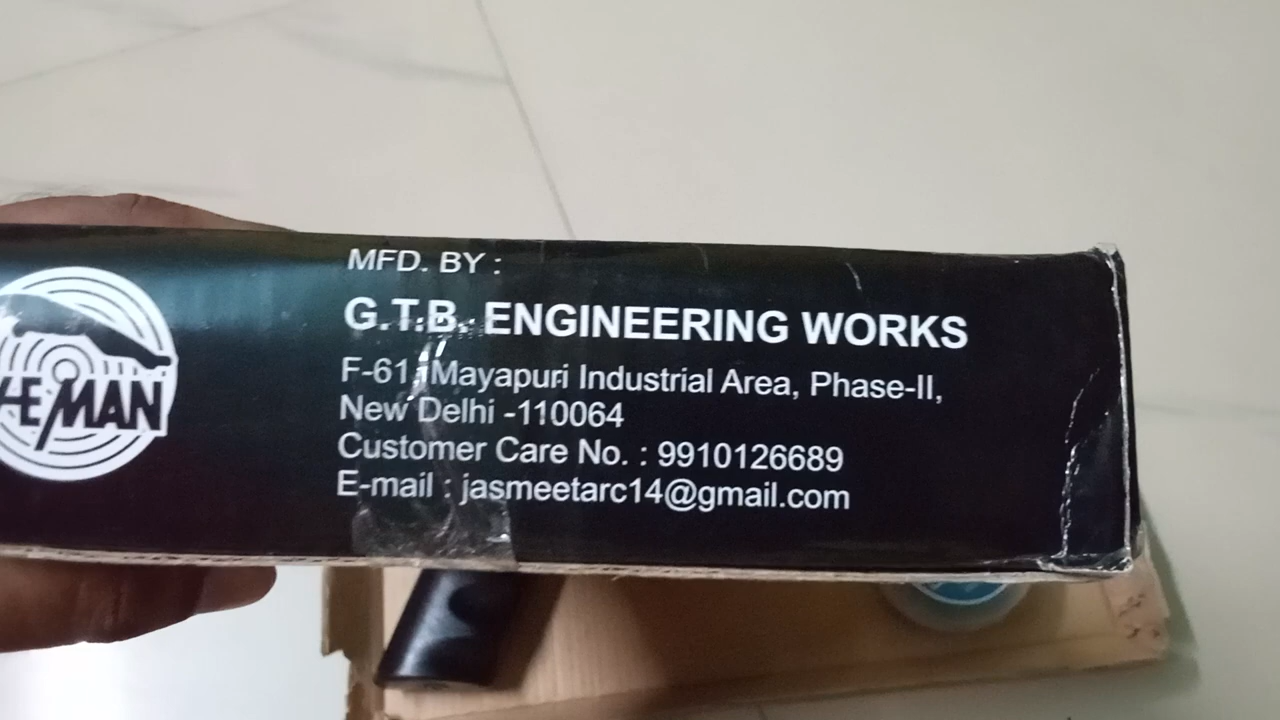 HE MAN
MFD. BY :
G.T.B. ENGINEERING WORKS
F-61, Mayapuri Industrial Area, Phase-II,
New Delhi -110064
Customer Care No. : 9910126689
E-mail : jasmeetarc14@gmail.com